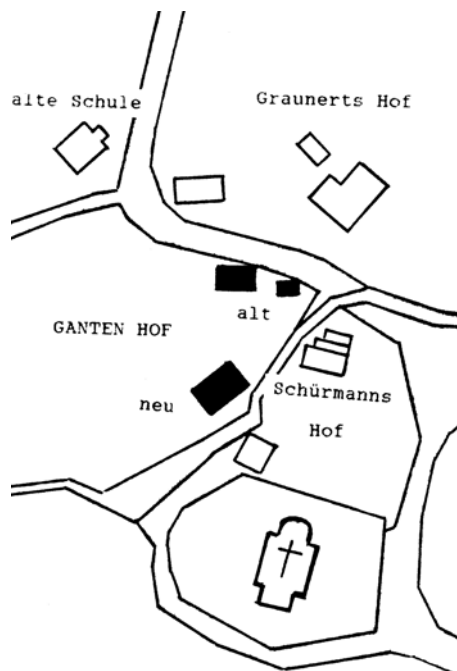 alte Schule
Graunerts Hof
alt
GANTEN HOF
neu
Schürmanns
Hof